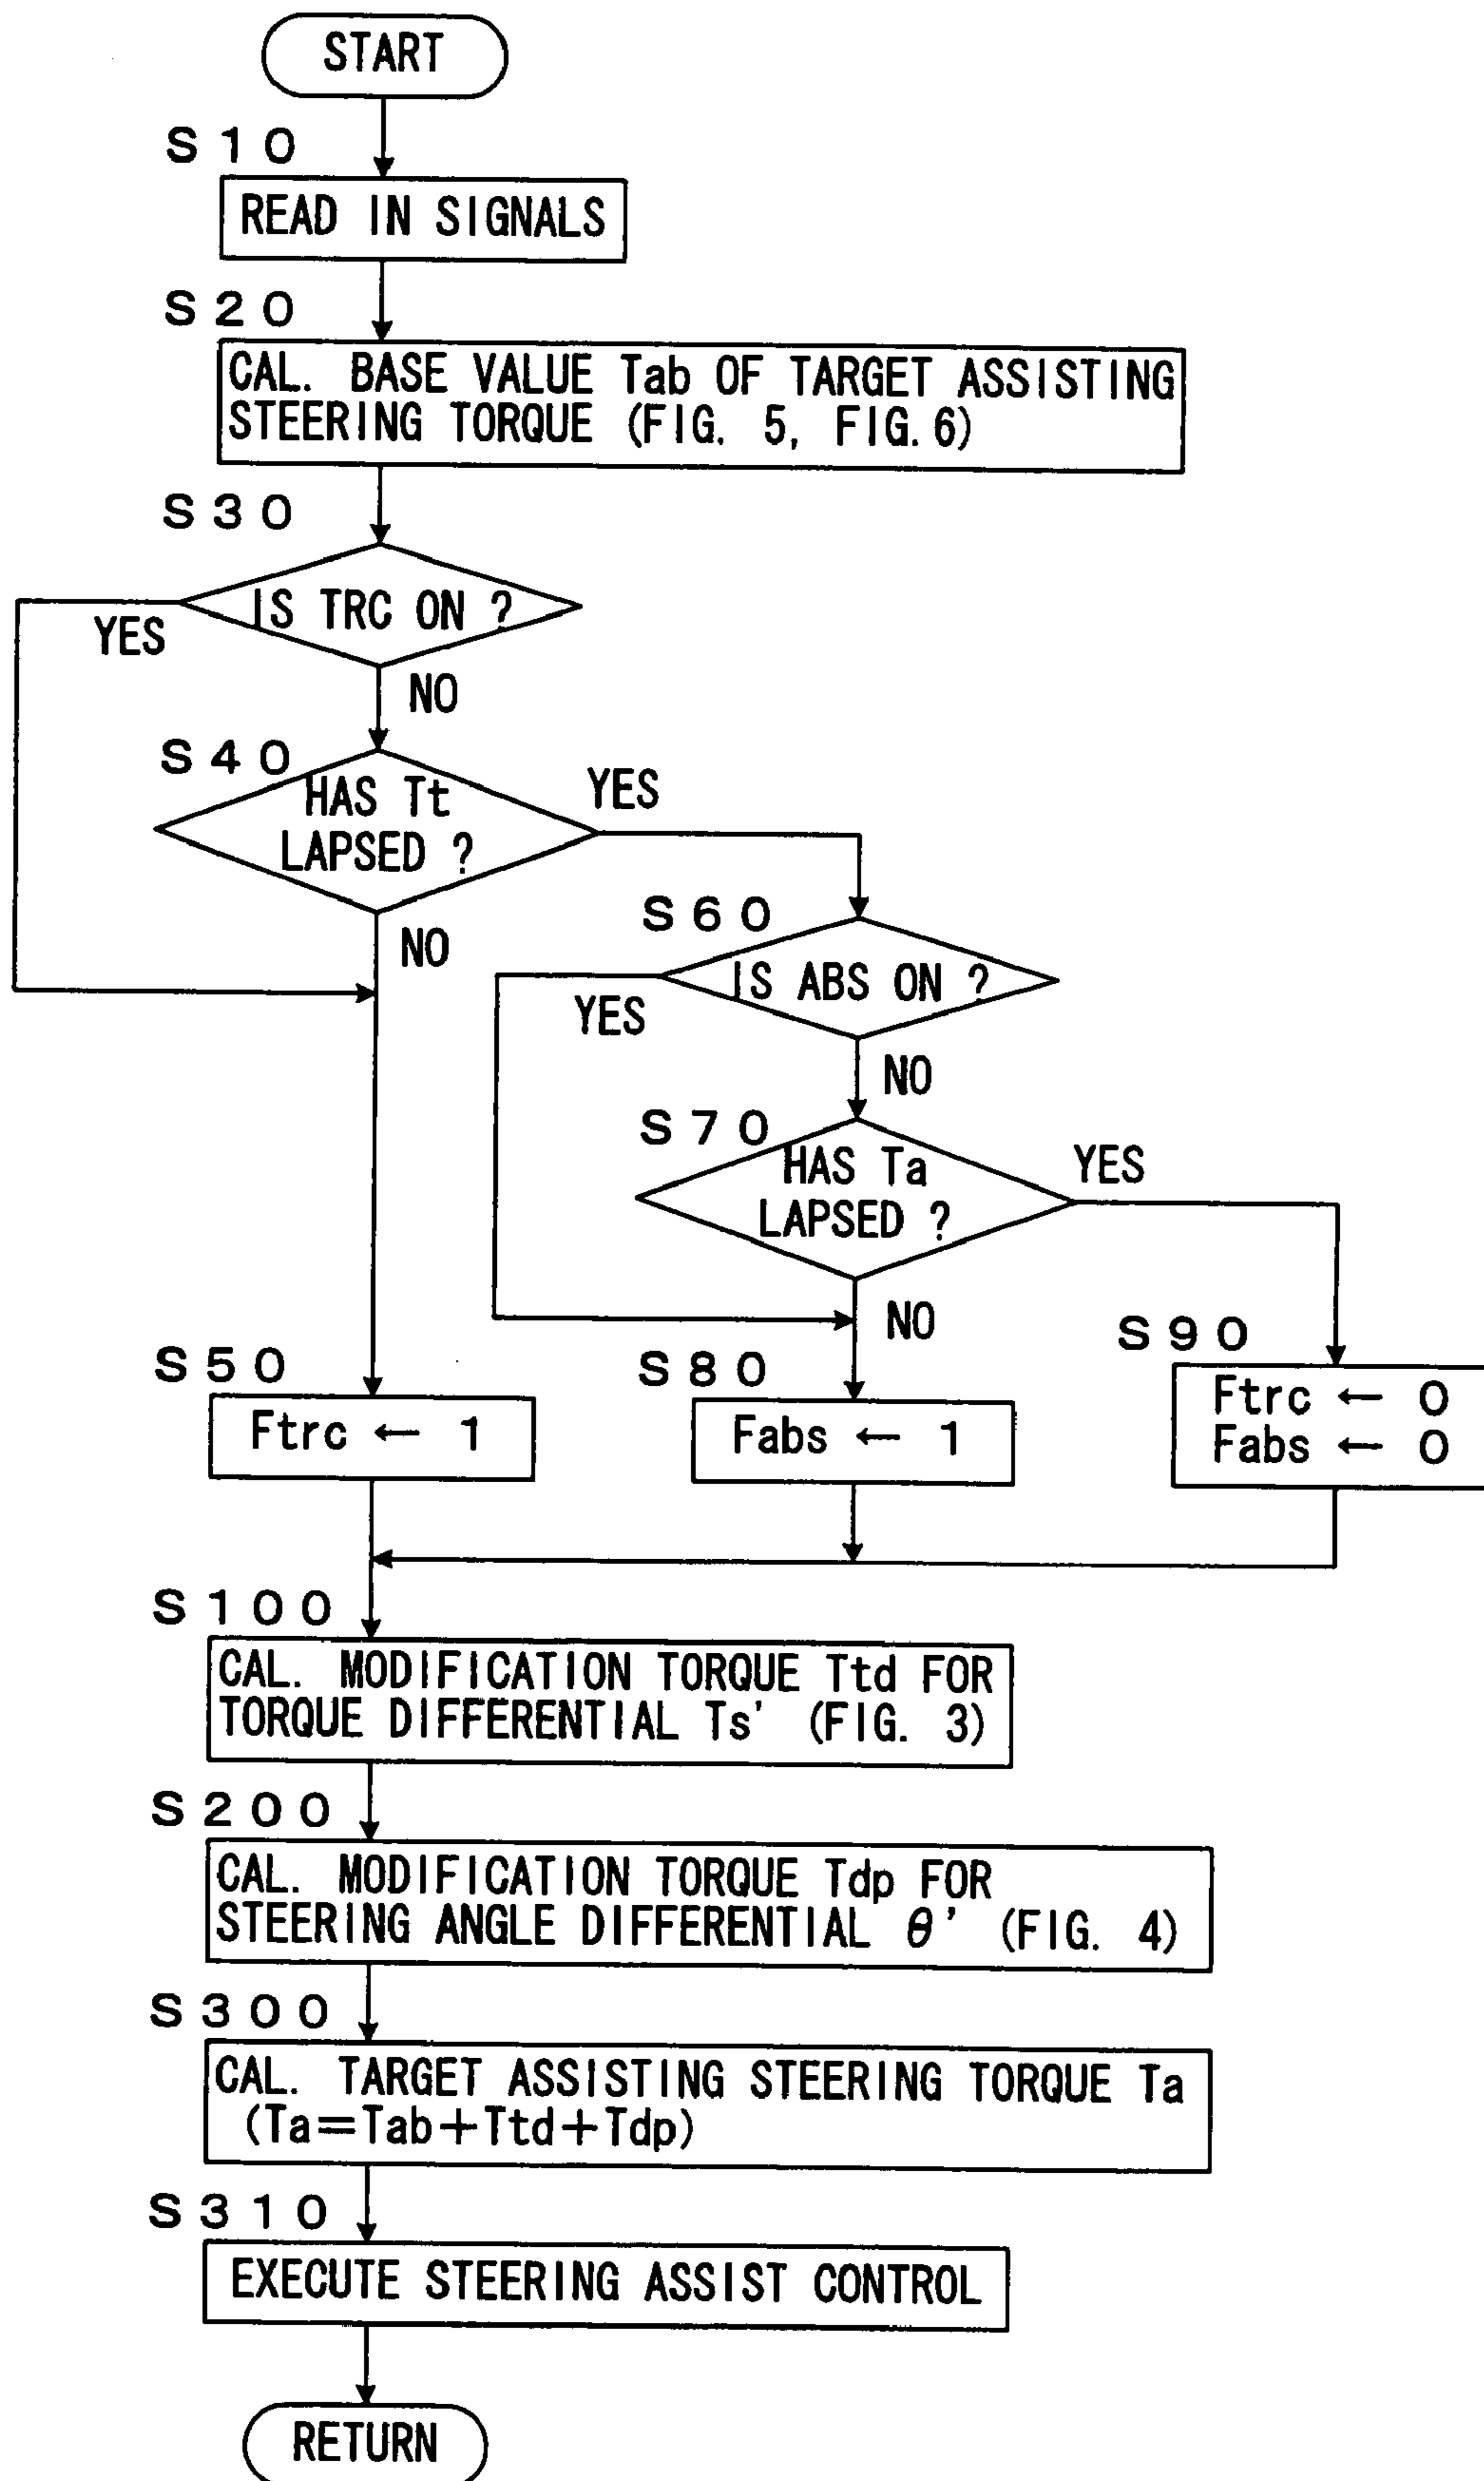 START
S10
READ IN SIGNALS
S20
CAL. BASE VALUE Tab OF TARGET ASSISTING
STEERING TORQUE (FIG. 5, FIG.6)
S30
IS TRC ON ?
YES
NO
S40
HAS Tt
LAPSED ?
YES
NO
S60
IS ABS ON ?
YES
NO
S70
HAS Ta
LAPSED ?
YES
NO
S50
Ftrc ← 1
S80
Fabs ← 1
S90
Ftrc ← 0
Fabs ← 0
S100
CAL. MODIFICATION TORQUE Ttd FOR
TORQUE DIFFERENTIAL Ts' (FIG. 3)
S200
CAL. MODIFICATION TORQUE Tdp FOR
STEERING ANGLE DIFFERENTIAL θ' (FIG. 4)
S300
CAL. TARGET ASSISTING STEERING TORQUE Ta
(Ta=Tab+Ttd+Tdp)
S310
EXECUTE STEERING ASSIST CONTROL
RETURN